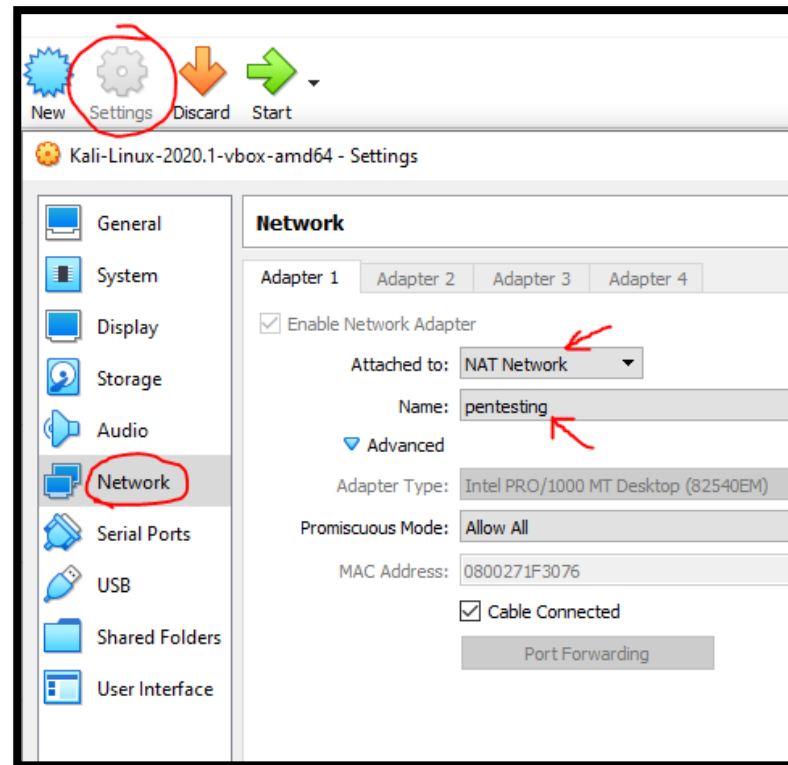 New Settings Discard Start
Kali-Linux-2020.1-vbox-amd64 - Settings
General
System
Display
Storage
Audio
Network
Serial Ports
USB
Shared Folders
User Interface
Network
Adapter 1 Adapter 2 Adapter 3 Adapter 4
Enable Network Adapter
Attached to: NAT Network
Name: pentesting
Advanced
Adapter Type: Intel PRO/1000 MT Desktop (82540EM)
Promiscuous Mode: Allow All
MAC Address: 0800271F3076
Cable Connected
Port Forwarding